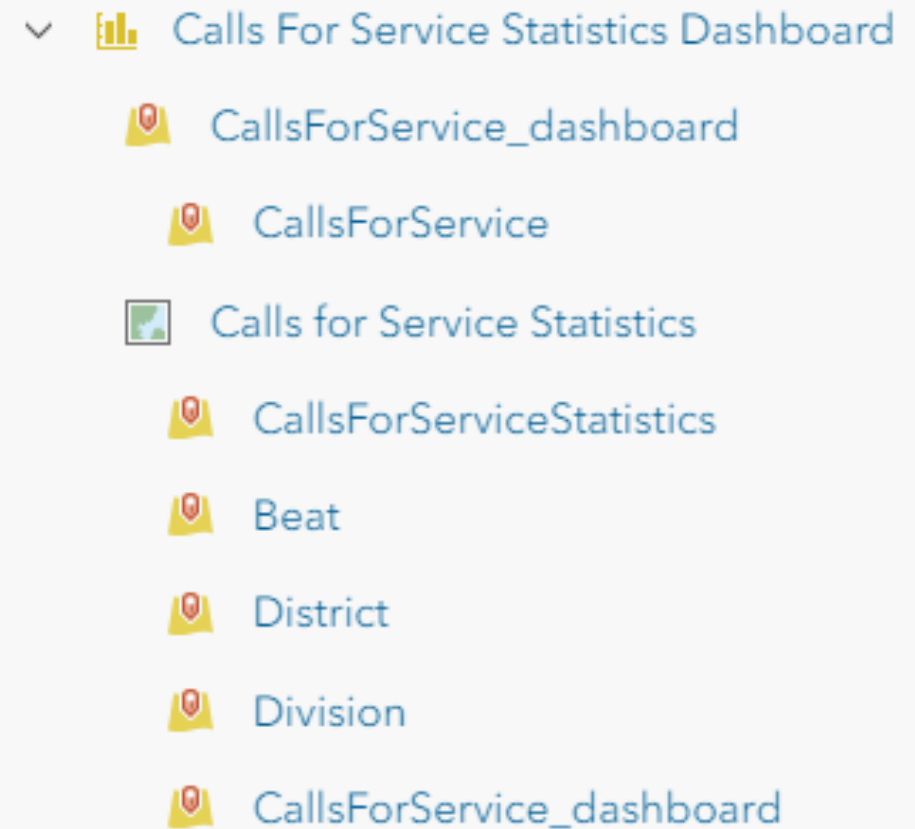 Calls For Service Statistics Dashboard
CallsForService_dashboard
CallsForService
Calls for Service Statistics
CallsForServiceStatistics
Beat
District
Division
CallsForService_dashboard